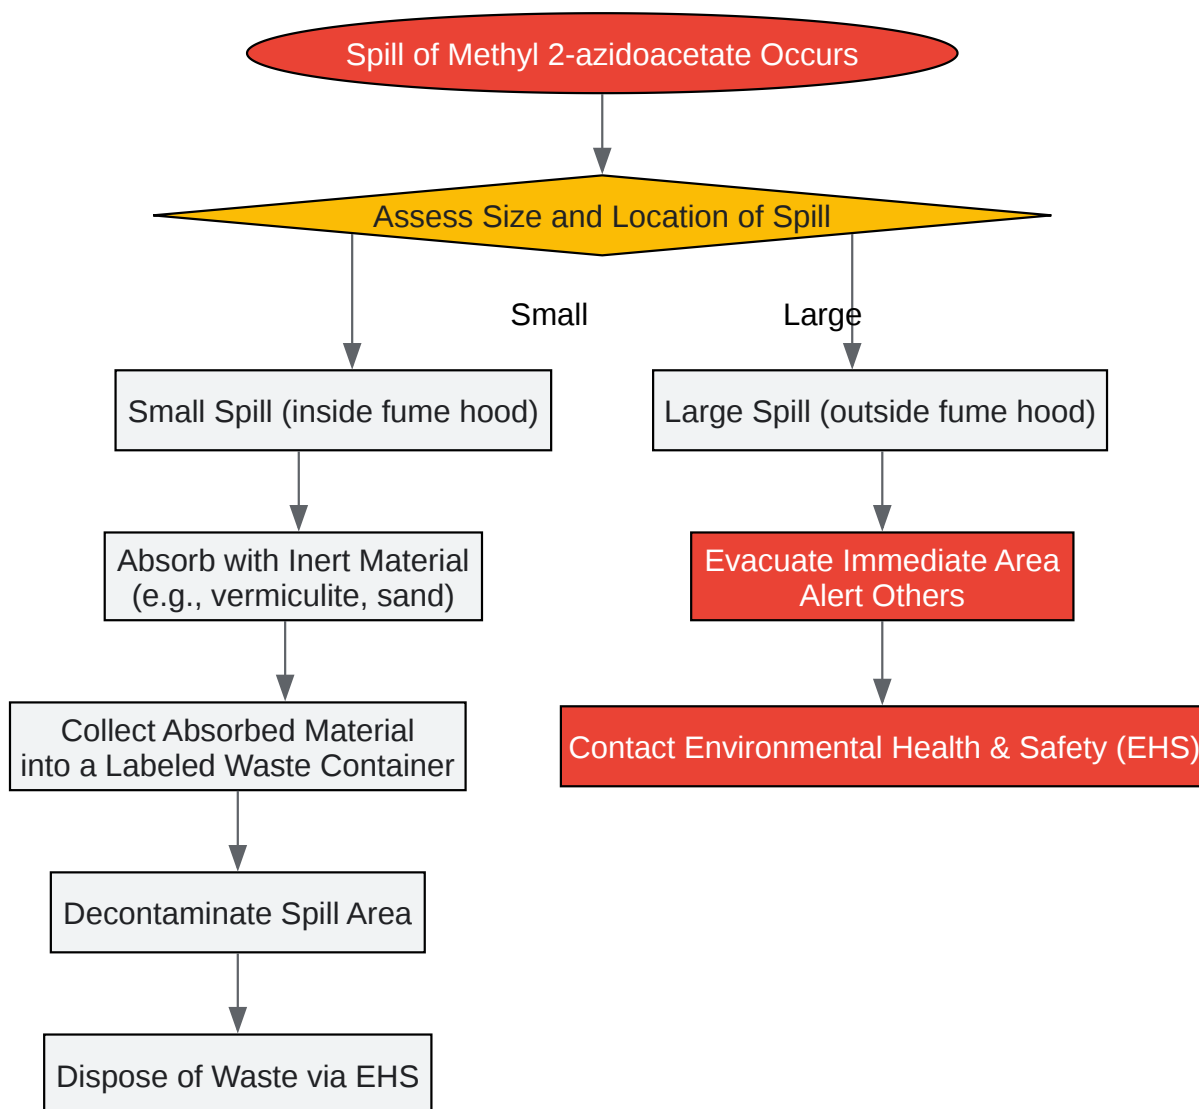 Spill of Methyl 2-azidoacetate Occurs
Assess Size and Location of Spill
Small
Large
Small Spill (inside fume hood)
Large Spill (outside fume hood)
Absorb with Inert Material
(e.g., vermiculite, sand)
Evacuate Immediate Area
Alert Others
Collect Absorbed Material
into a Labeled Waste Container
Contact Environmental Health & Safety (EHS)
Decontaminate Spill Area
Dispose of Waste via EHS